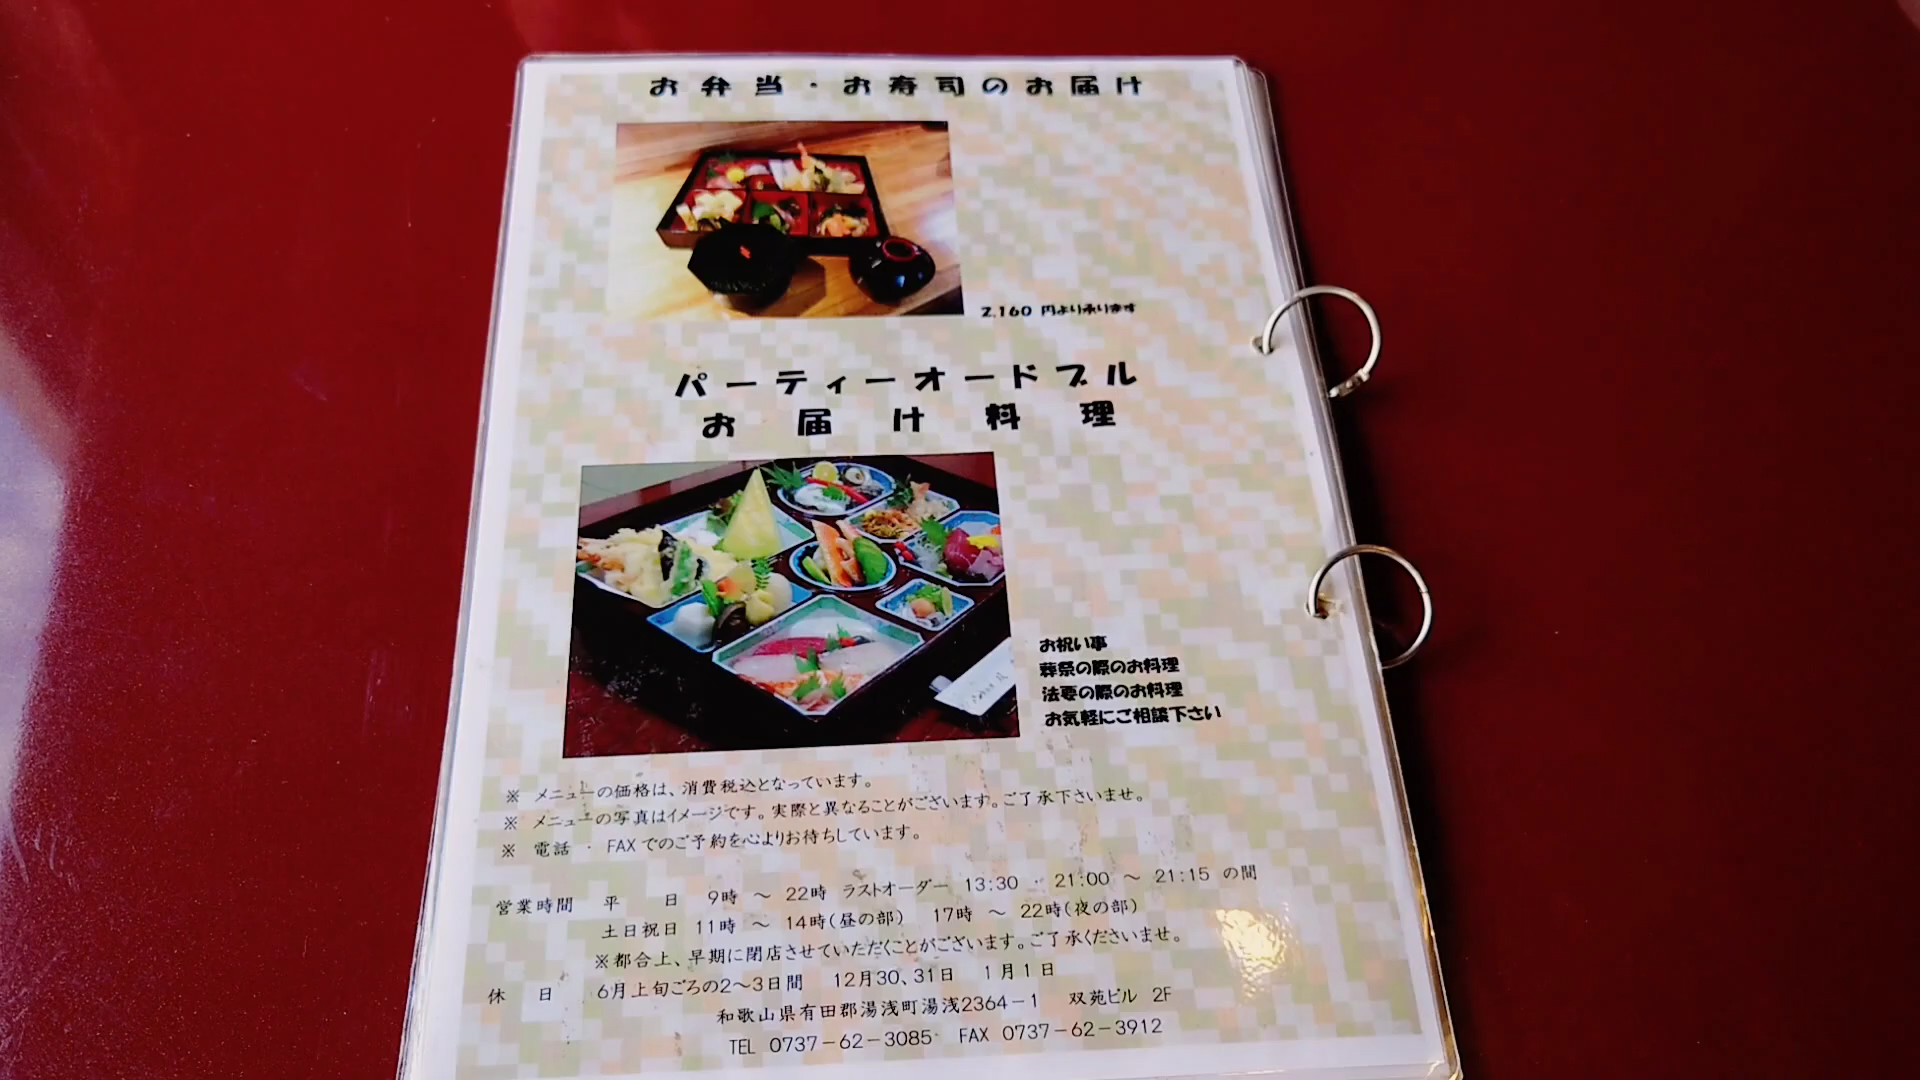 お弁当・お寿司のお届け
2,160 円より承ります
パーティーオードブル
お届け料理
お祝い事
葬祭の際のお料理
法要の際のお料理
お気軽にご相談下さい
※ メニューの価格は、消費税込となっています。
※ メニューの写真はイメージです。実際と異なることがございます。ご了承下さいませ。
※ 電話 ・ FAXでのご予約を心よりお待ちしています。
営業時間 平 日 9時 ～ 22時 ラストオーダー 13:30 ・ 21:00 ～ 21:15 の間
土日祝日 11時 ～ 14時(昼の部) 17時 ～ 22時(夜の部)
※都合上、早期に閉店させていただくことがございます。ご了承くださいませ。
休 日 6月上旬ごろの2～3日間 12月30、31日 1月1日
和歌山県有田郡湯浅町湯浅2364－1 双苑ビル 2F
TEL 0737－62－3085 FAX 0737－62－3912